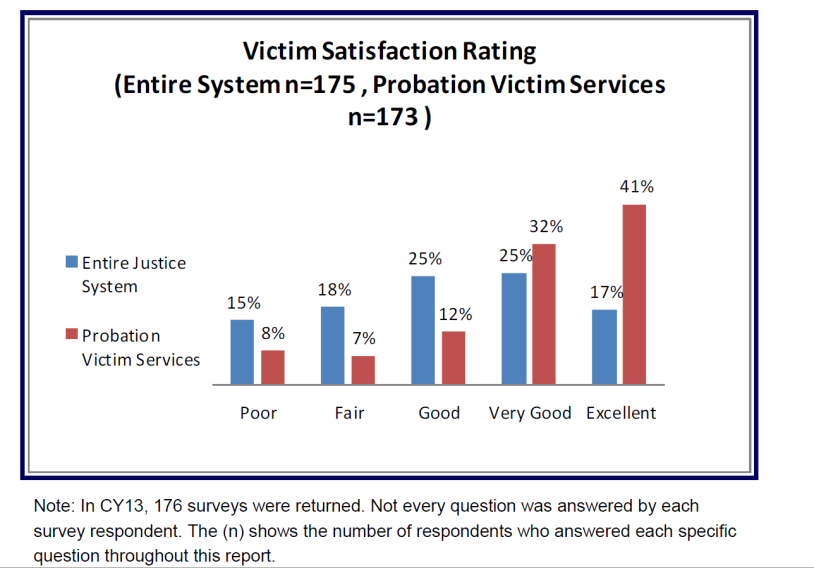 Victim Satisfaction Rating
(Entire System n=175 , Probation Victim Services
n=173 )
41%
32%
25%
25%
18%
17%
15%
12%
8%
7%
Entire Justice
System
Probation
Victim Services
Poor Fair Good Very Good Excellent
Note: In CY13, 176 surveys were returned. Not every question was answered by each
survey respondent. The (n) shows the number of respondents who answered each specific
question throughout this report.